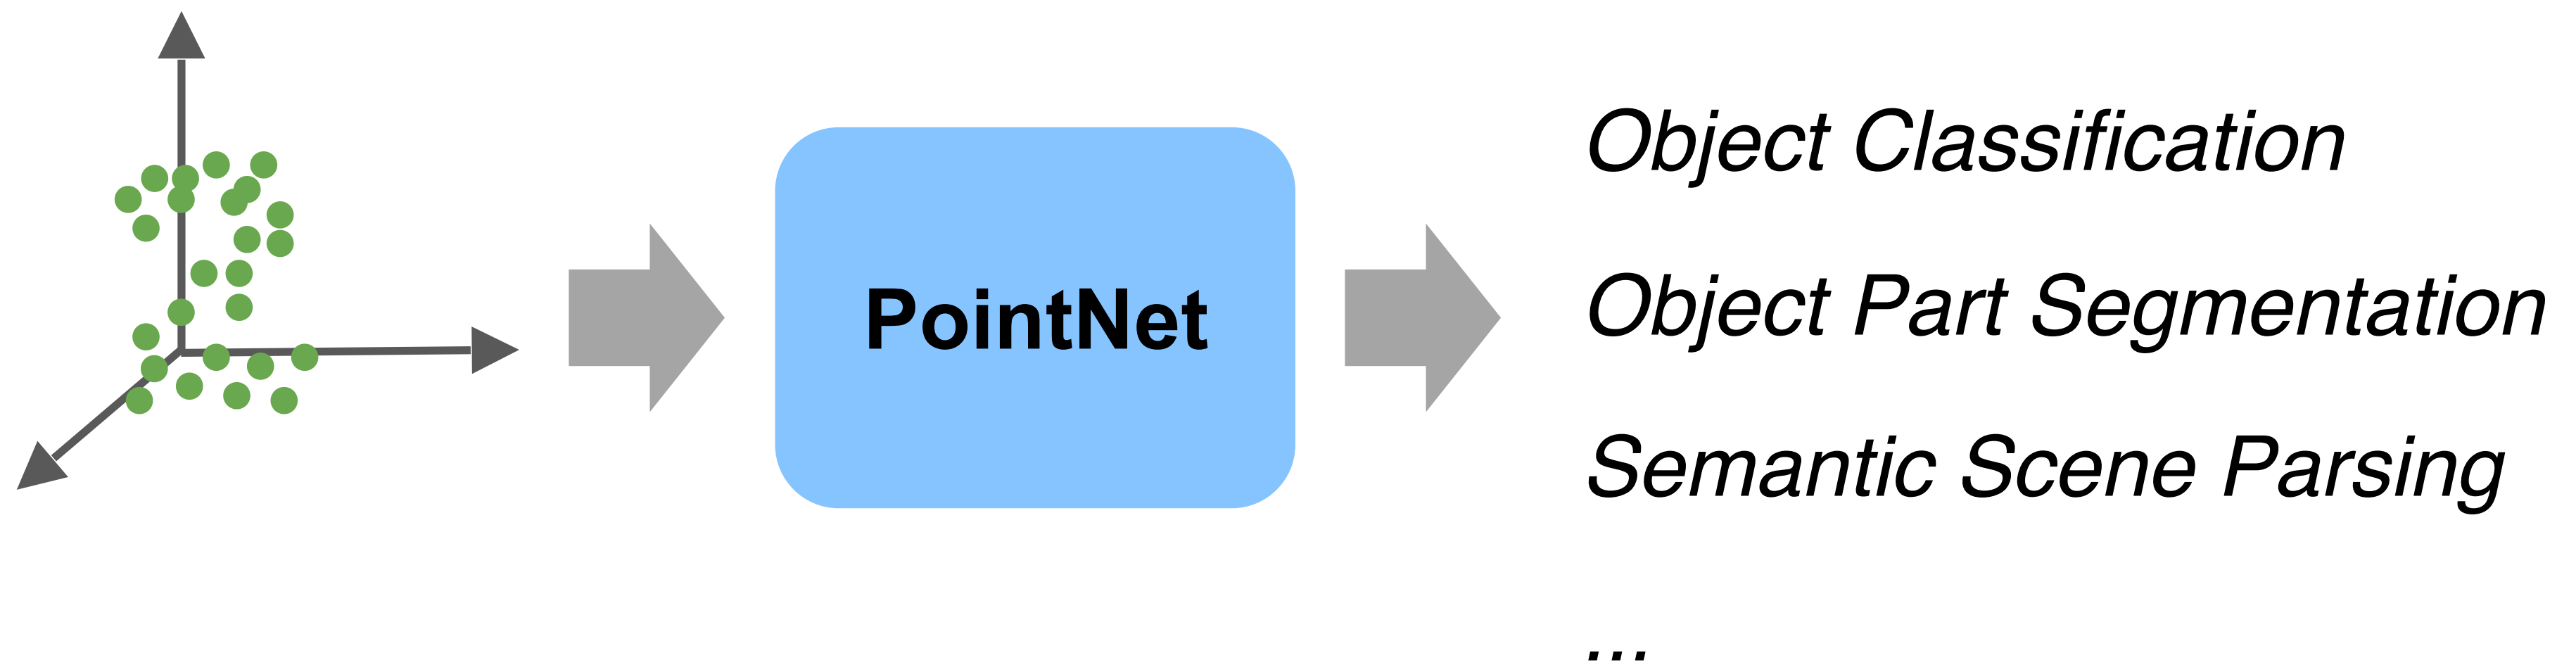 PointNet
Object Classification
Object Part Segmentation
Semantic Scene Parsing
...